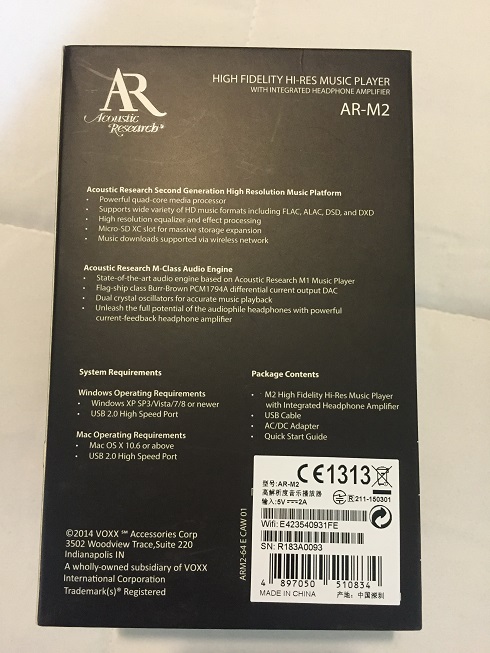 AR
Acoustic
Research
HIGH FIDELITY HI-RES MUSIC PLAYER
WITH INTEGRATED HEADPHONE AMPLIFIER
AR-M2
Acoustic Research Second Generation High Resolution Music Platform
• Powerful quad-core media processor
• Supports wide variety of HD music formats including FLAC, ALAC, DSD, and DXD
• High resolution equalizer and effect processing
• Micro-SD XC slot for massive storage expansion
• Music downloads supported via wireless network
Acoustic Research M-Class Audio Engine
• State-of-the-art audio engine based on Acoustic Research M1 Music Player
• Flag-ship class Burr-Brown PCM1794A differential current output DAC
• Dual crystal oscillators for accurate music playback
• Unleash the full potential of the audiophile headphones with powerful
current-feedback headphone amplifier
System Requirements
Windows Operating Requirements
• Windows XP SP3/Vista/7/8 or newer
• USB 2.0 High Speed Port
Mac Operating Requirements
• Mac OS X 10.6 or above
• USB 2.0 High Speed Port
Package Contents
• M2 High Fidelity Hi-Res Music Player
with Integrated Headphone Amplifier
• USB Cable
• AC/DC Adapter
• Quick Start Guide
©2014 VOXX ℠ Accessories Corp
3502 Woodview Trace,Suite 220
Indianapolis IN
A wholly-owned subsidiary of VOXX
International Corporation
Trademark(s)® Registered
ARM2-64 E CAW 01
CE1313
型号:AR-M2
高解析度音乐播放器
输入:5V⎓2A
211-150301
Wifi: E423540931FE
SN: R183A0093
4 897050 510834
MADE IN CHINA
产地: 中国深圳